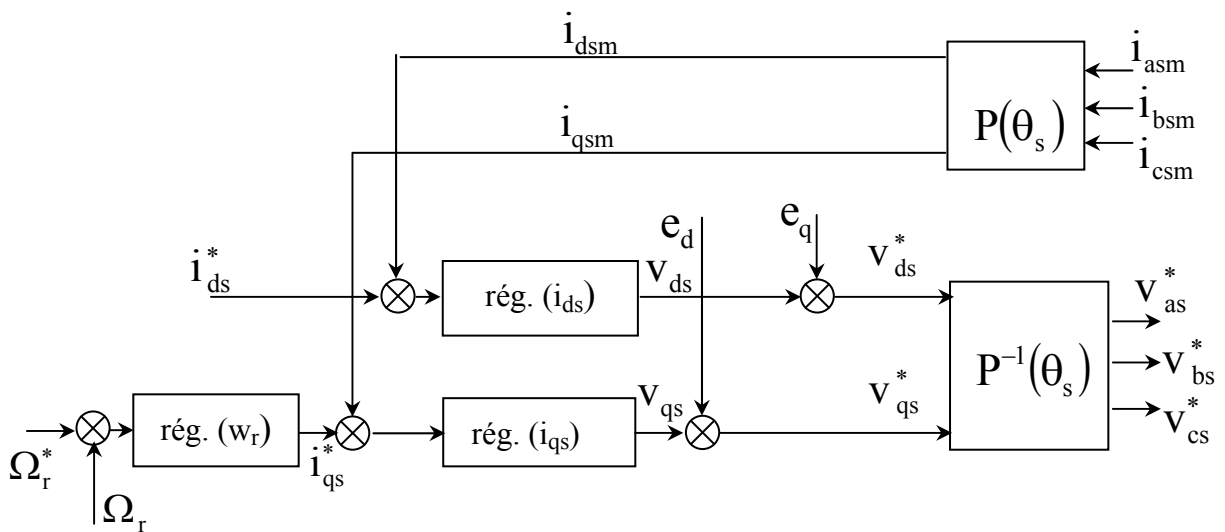 i_dsm
i_asm
i_qsm
P(θ_s)
i_bsm
i_csm
e_d
e_q
i*_ds
rég. (i_ds)
v_ds
v*_ds
v*_as
P⁻¹(θ_s)
v*_bs
v*_cs
rég. (w_r)
i*_qs
rég. (i_qs)
v_qs
v*_qs
Ω*_r
Ω_r